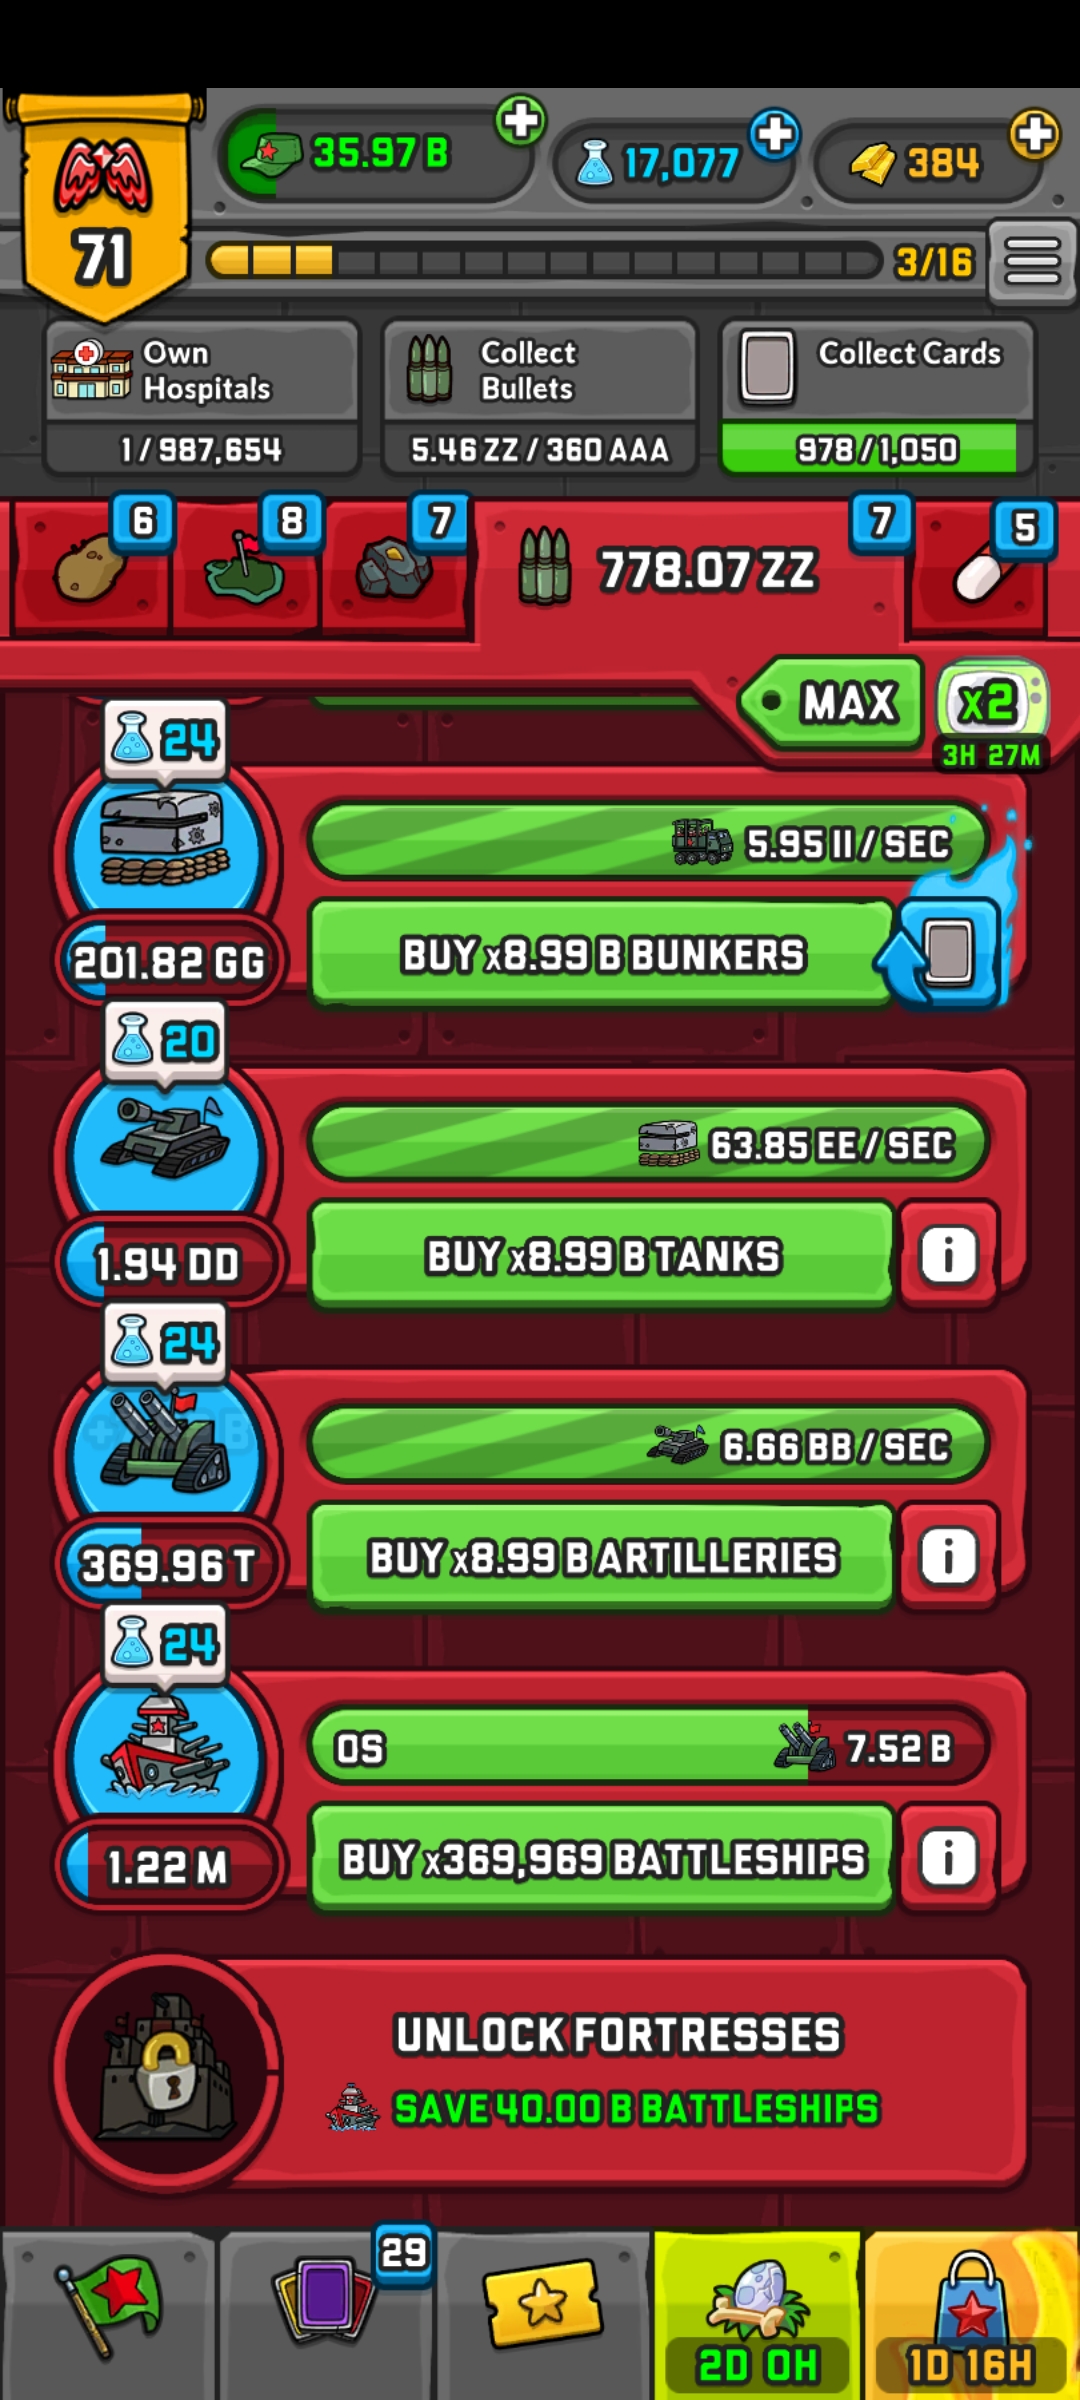 71
35.97 B
17,077
384
3/16
Own
Hospitals
1/987,654
Collect
Bullets
5.46 ZZ / 360 AAA
Collect Cards
978/1,050
6
8
7
778.07 ZZ
7
5
MAX
x2
3H 27M
24
5.95 II / SEC
BUY x8.99 B BUNKERS
201.82 GG
20
63.85 EE / SEC
BUY x8.99 B TANKS
1.94 DD
24
6.66 BB / SEC
BUY x8.99 B ARTILLERIES
369.96 T
24
0S
7.52 B
BUY x369,969 BATTLESHIPS
1.22 M
UNLOCK FORTRESSES
SAVE 40.00 B BATTLESHIPS
29
2D 0H
1D 16H